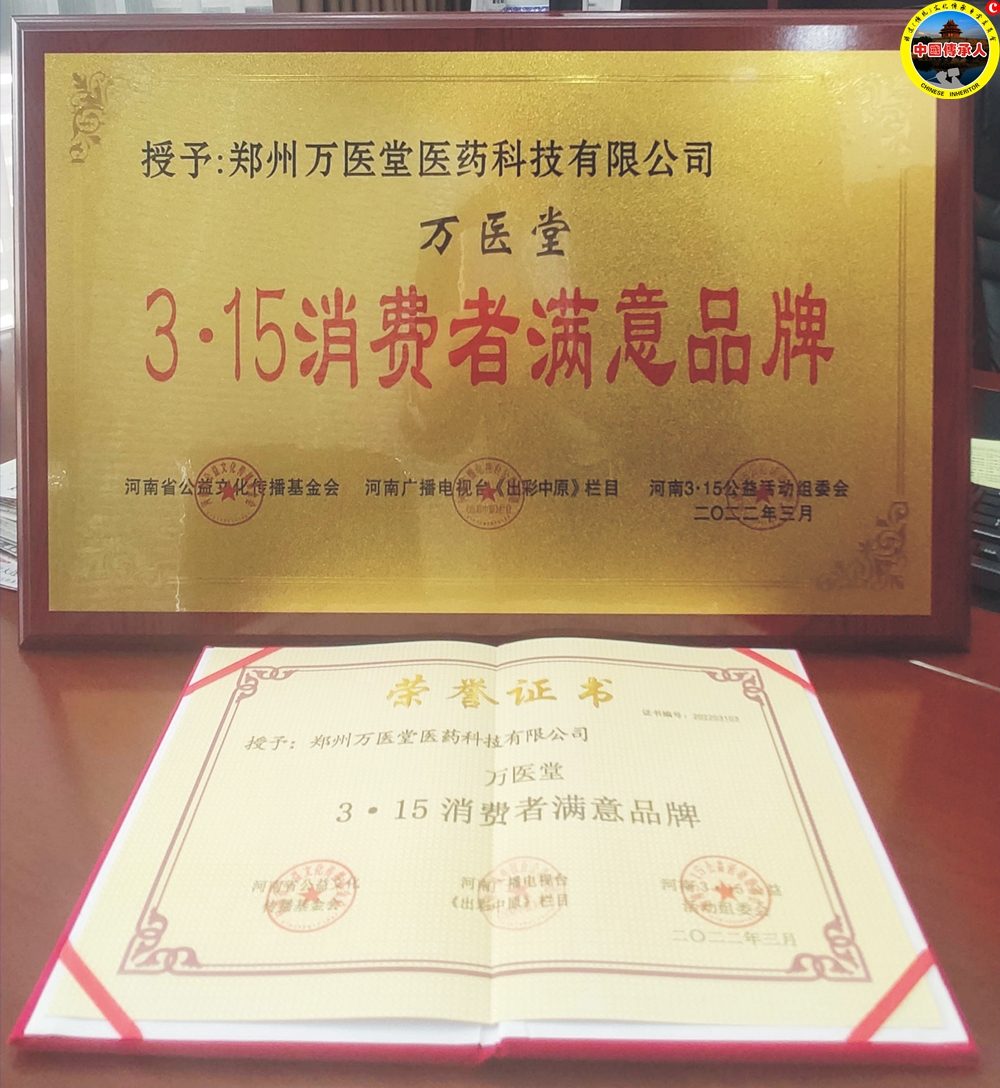 中國傳承人
CHINESE INHERITOR
C
授予:郑州万医堂医药科技有限公司
万医堂
3·15消费者满意品牌
河南省公益文化传播基金会 河南广播电视台《出彩中原》栏目 河南3·15公益活动组委会
二〇二二年三月
荣誉证书
证书编号：202203103
授予：郑州万医堂医药科技有限公司
万医堂
3·15消费者满意品牌
河南省公益文化 河南广播电视台 河南3·15公益
传播基金会 《出彩中原》栏目 活动组委会
二〇二二年三月